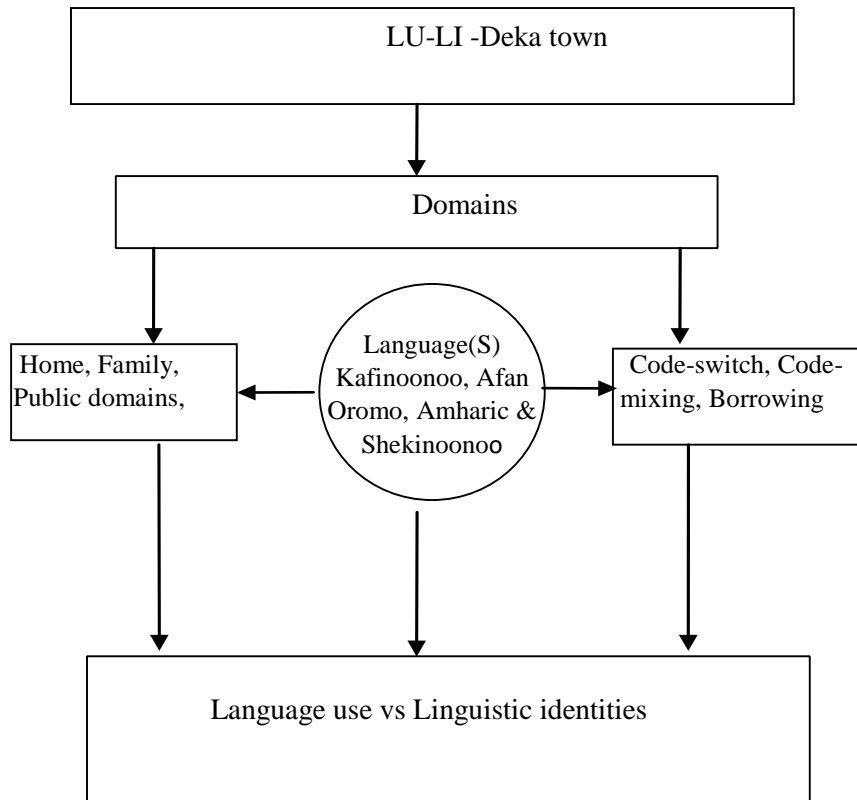 LU-LI -Deka town
Domains
Home, Family,
Public domains,
Language(S)
Kafinoonoo, Afan
Oromo, Amharic &
Shekinoonoo
Code-switch, Code-
mixing, Borrowing
Language use vs Linguistic identities